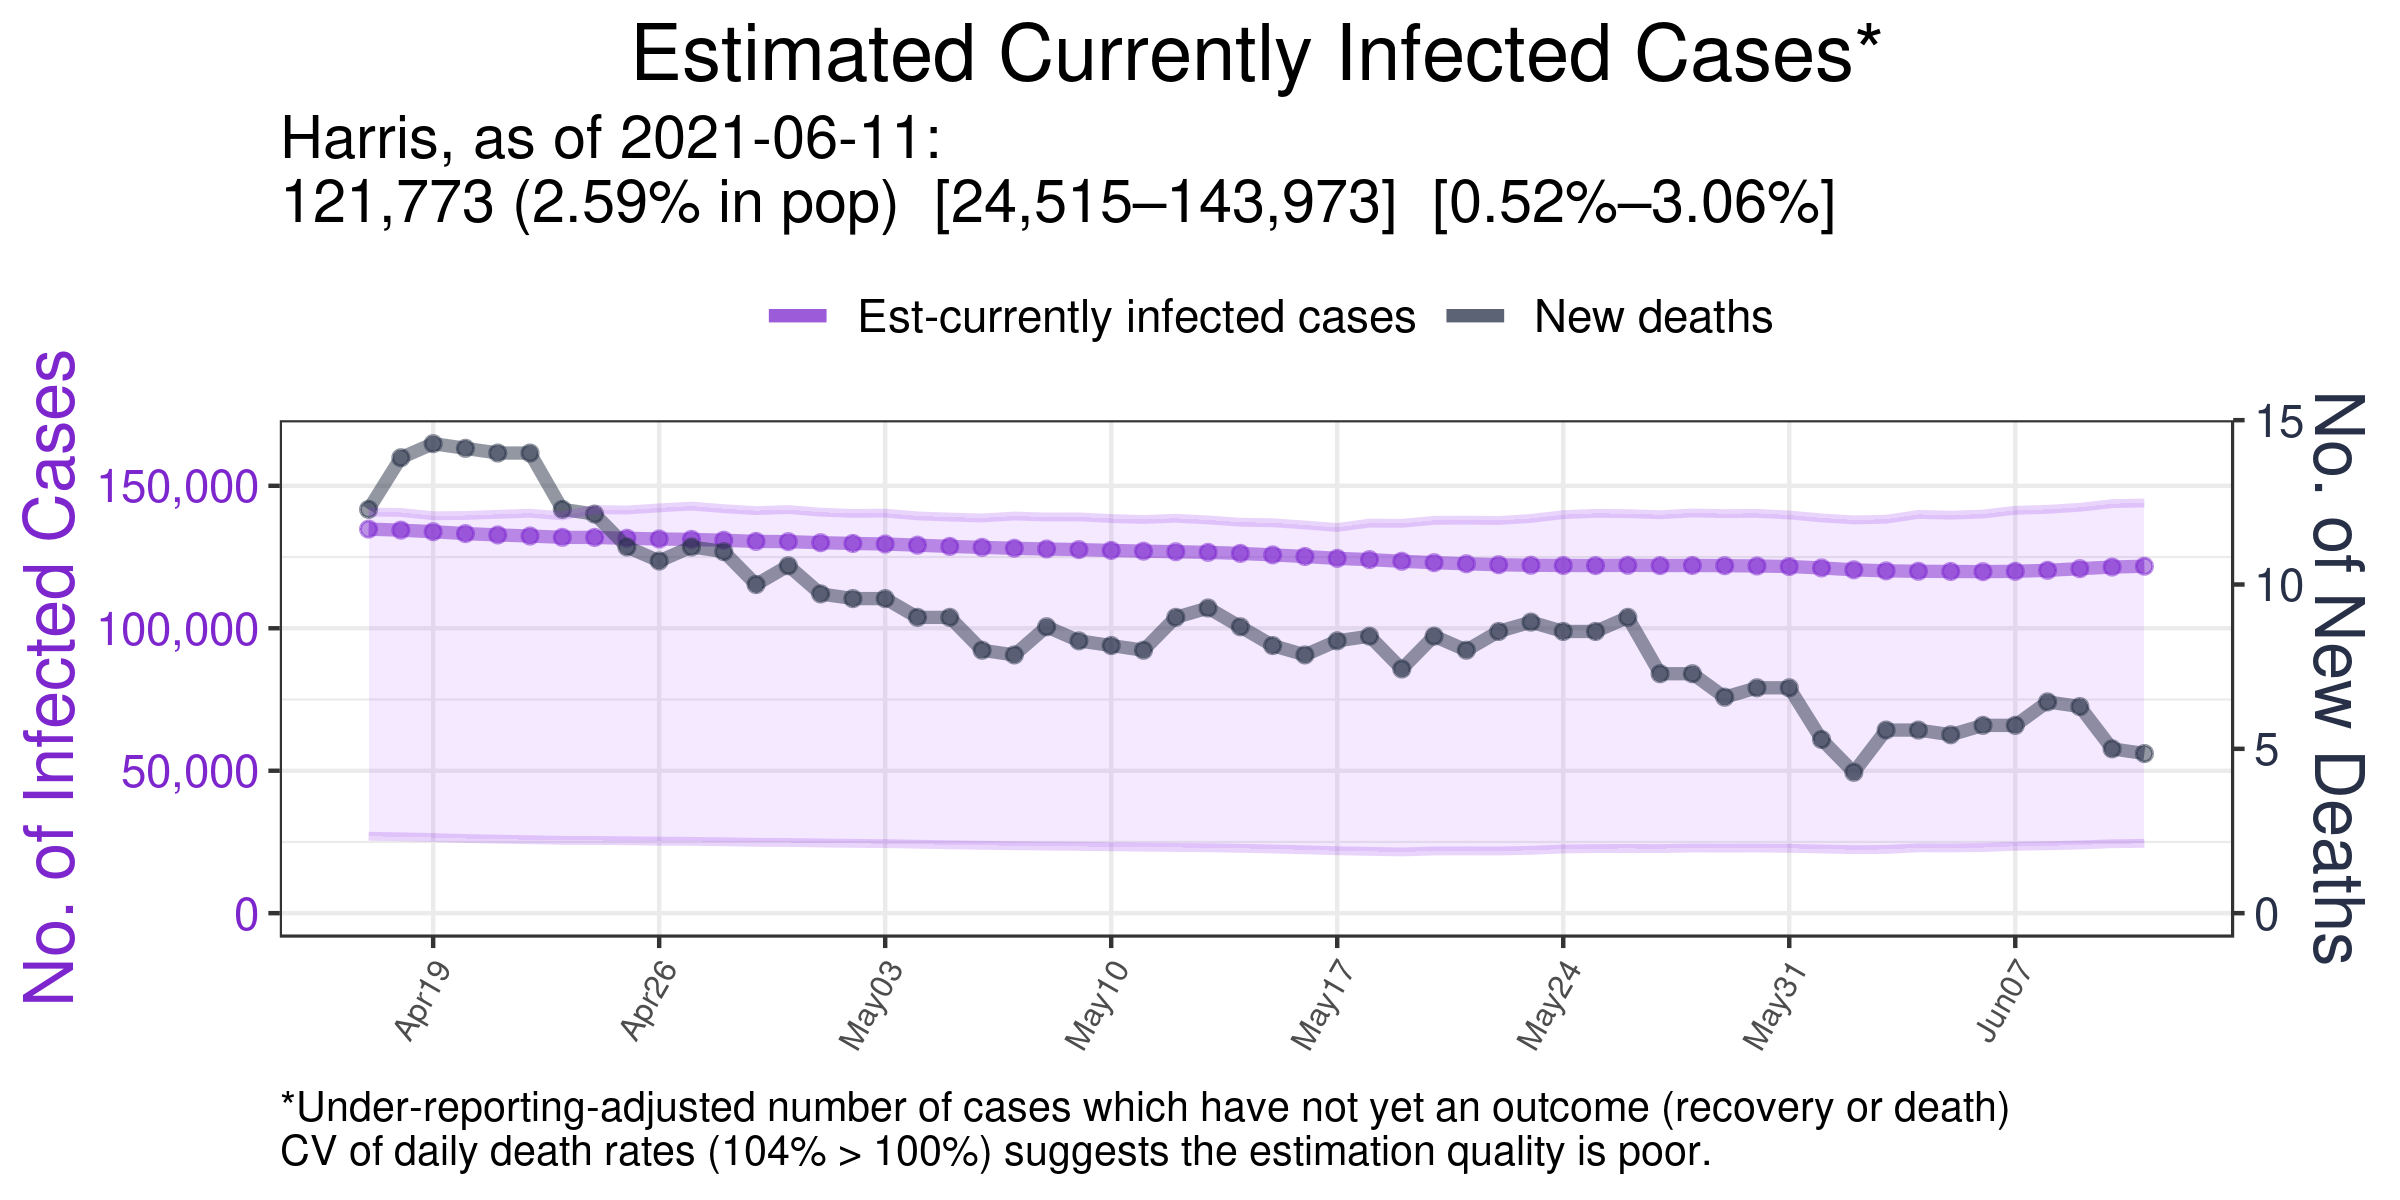 Estimated Currently Infected Cases*
Harris, as of 2021-06-11:
121,773 (2.59% in pop) [24,515–143,973] [0.52%–3.06%]
Est-currently infected cases
New deaths
No. of Infected Cases
150,000
100,000
50,000
0
15
10
5
0
No. of New Deaths
Apr19
Apr26
May03
May10
May17
May24
May31
Jun07
*Under-reporting-adjusted number of cases which have not yet an outcome (recovery or death)
CV of daily death rates (104% > 100%) suggests the estimation quality is poor.